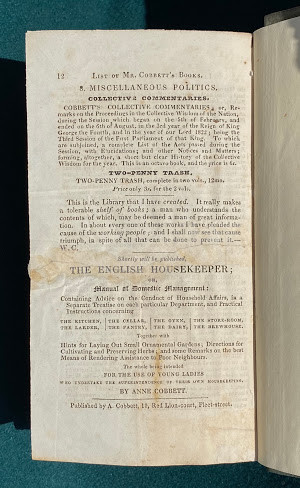 12 LIST OF MR. COBBETT'S BOOKS.
8. MISCELLANEOUS POLITICS.
COLLECTIVE COMMENTARIES.
COBBETT'S COLLECTIVE COMMENTARIES; or, Re-
marks on the Proceedings in the Collective Wisdom of the Nation,
during the Session which began on the 5th of February, and
ended on the 6th of August, in the 3rd year of the Reign of King
George the Fourth, and in the year of our Lord 1822; being the
Third Session of the First Parliament of that King. To which
are subjoined, a complete List of the Acts passed during the
Session, with Elucidations; and other Notices and Matters;
forming, altogether, a short but clear History of the Collective
Wisdom for the year. This is an octavo book, and the price is 6s.
TWO-PENNY TRASH.
TWO-PENNY TRASH, complete in two vols., 12mo.
Price only 3s. for the 2 vols.
This is the Library that I have created. It really makes
a tolerable shelf of books; a man who understands the
contents of which, may be deemed a man of great informa-
tion. In about every one of these works I have pleaded the
cause of the working people; and I shall now see that cause
triumph, in spite of all that can be done to prevent it.—
W. C.
Shortly will be published,
THE ENGLISH HOUSEKEEPER;
OR,
Manual of Domestic Management:
Containing Advice on the Conduct of Household Affairs, in a
Separate Treatise on each particular Department, and Practical
Instructions concerning
THE KITCHEN, THE CELLAR, THE OVEN, THE STORE-ROOM,
THE LARDER, THE PANTRY, THE DAIRY, THE BREWHOUSE.
Together with
Hints for Laying Out Small Ornamental Gardens; Directions for
Cultivating and Preserving Herbs; and some Remarks on the best
Means of Rendering Assistance to Poor Neighbours.
The whole being intended
FOR THE USE OF YOUNG LADIES
WHO UNDERTAKE THE SUPERINTENDENCE OF THEIR OWN HOUSEKEEPING.
BY ANNE COBBETT.
Published by A. Cobbett, 10, Red Lion-court, Fleet-street.